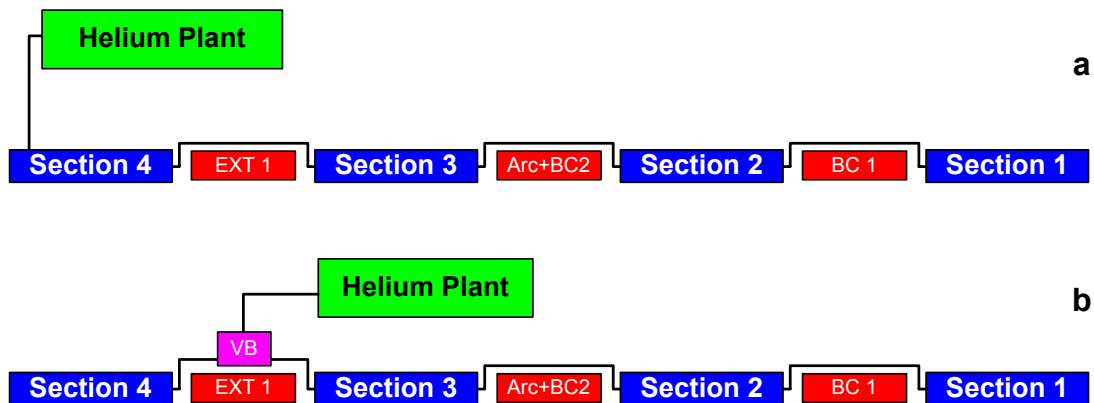 Helium Plant
a
Section 4 EXT 1 Section 3 Arc+BC2 Section 2 BC 1 Section 1
Helium Plant
b
VB
Section 4 EXT 1 Section 3 Arc+BC2 Section 2 BC 1 Section 1